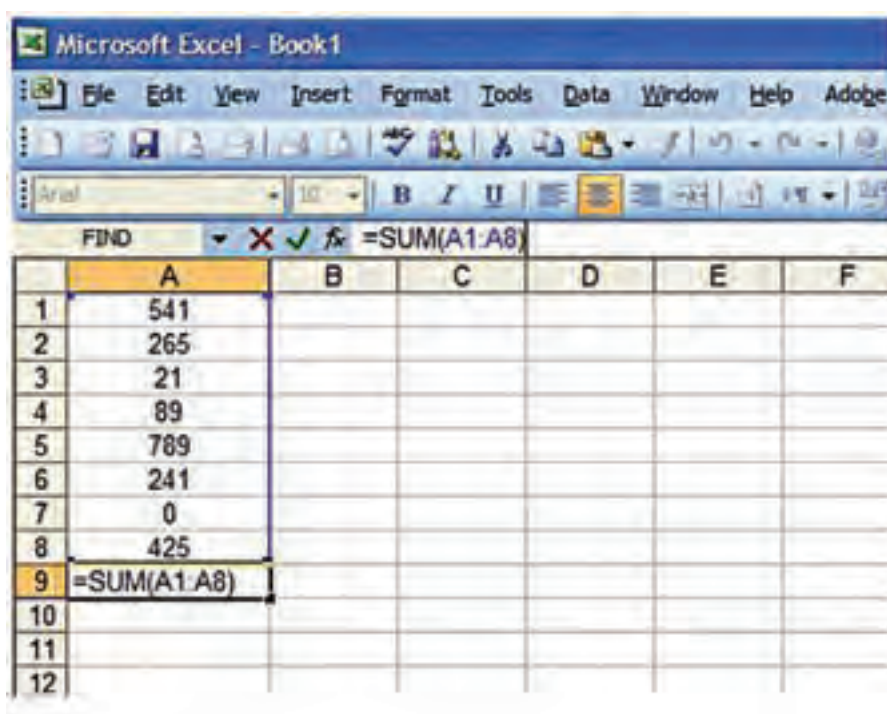 Microsoft Excel - Book1
File Edit View Insert Format Tools Data Window Help Adobe
Arial 10 B I U
FIND =SUM(A1:A8)
A B C D E F
1 541
2 265
3 21
4 89
5 789
6 241
7 0
8 425
9 =SUM(A1:A8)
10
11
12